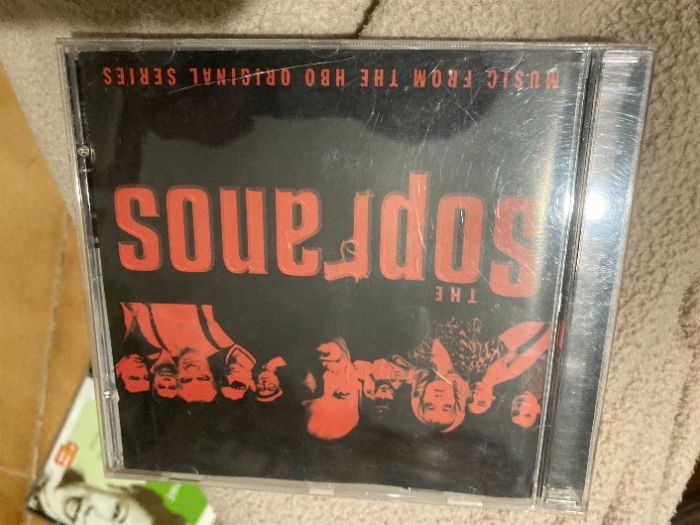 THE
Sopranos
MUSIC FROM THE HBO ORIGINAL SERIES